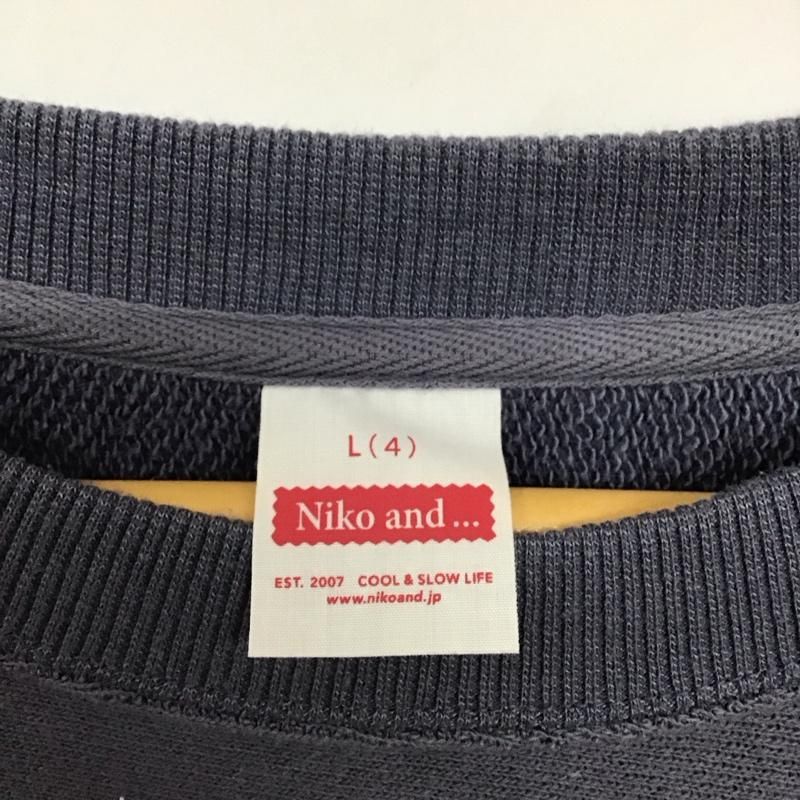 L(4)
Niko and...
EST. 2007 COOL & SLOW LIFE
www.nikoand.jp